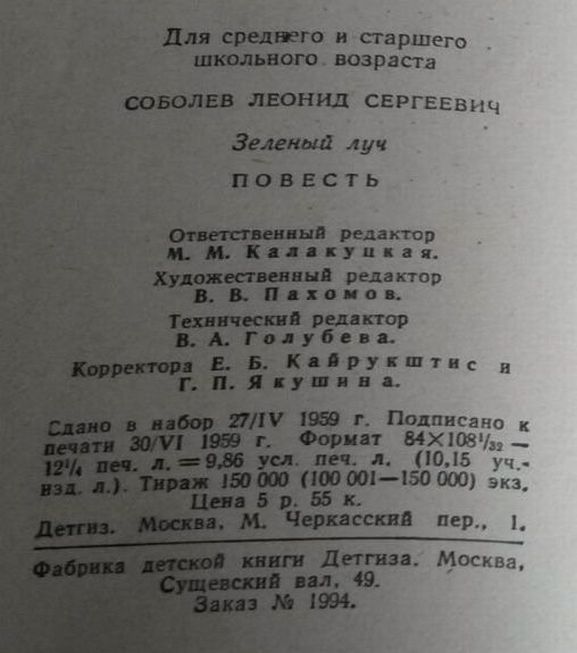 Для среднего и старшего
школьного возраста
СОБОЛЕВ ЛЕОНИД СЕРГЕЕВИЧ
Зеленый луч
ПОВЕСТЬ
Ответственный редактор
М. М. Калакуцкая.
Художественный редактор
В. В. Пахомов.
Технический редактор
В. А. Голубева.
Корректора Е. Б. Кайрукштис и
Г. П. Якушина.
Сдано в набор 27/IV 1959 г. Подписано к
печати 30/VI 1959 г. Формат 84×108¹/₃₂ —
12¹/₄ печ. л. = 9,86 усл. печ. л. (10,15 уч.-
изд. л.). Тираж 150 000 (100 001—150 000) экз.
Цена 5 р. 55 к.
Детгиз. Москва, М. Черкасский пер., 1.
Фабрика детской книги Детгиза. Москва,
Сущевский вал, 49.
Заказ № 1994.